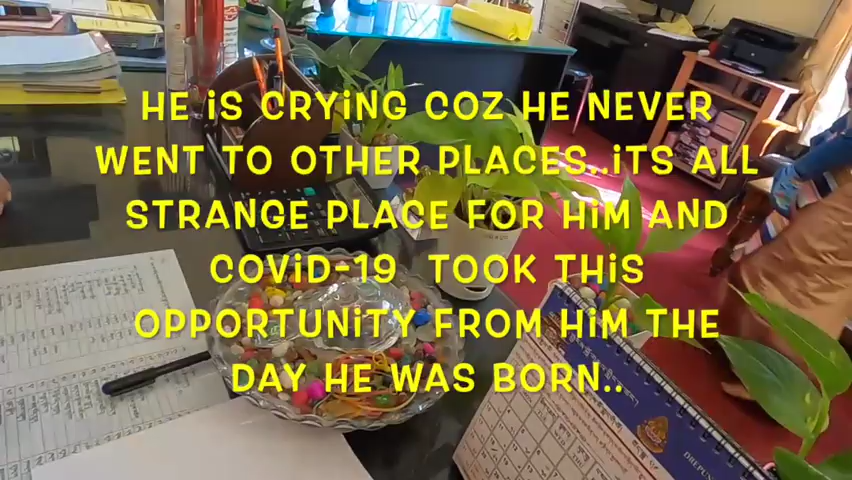 HE iS CRYiNG COZ HE NEVER
WENT TO OTHER PLACES..iTS ALL
STRANGE PLACE FOR HiM AND
COViD-19 TOOK THiS
OPPORTUNiTY FROM HiM THE
DAY HE WAS BORN..